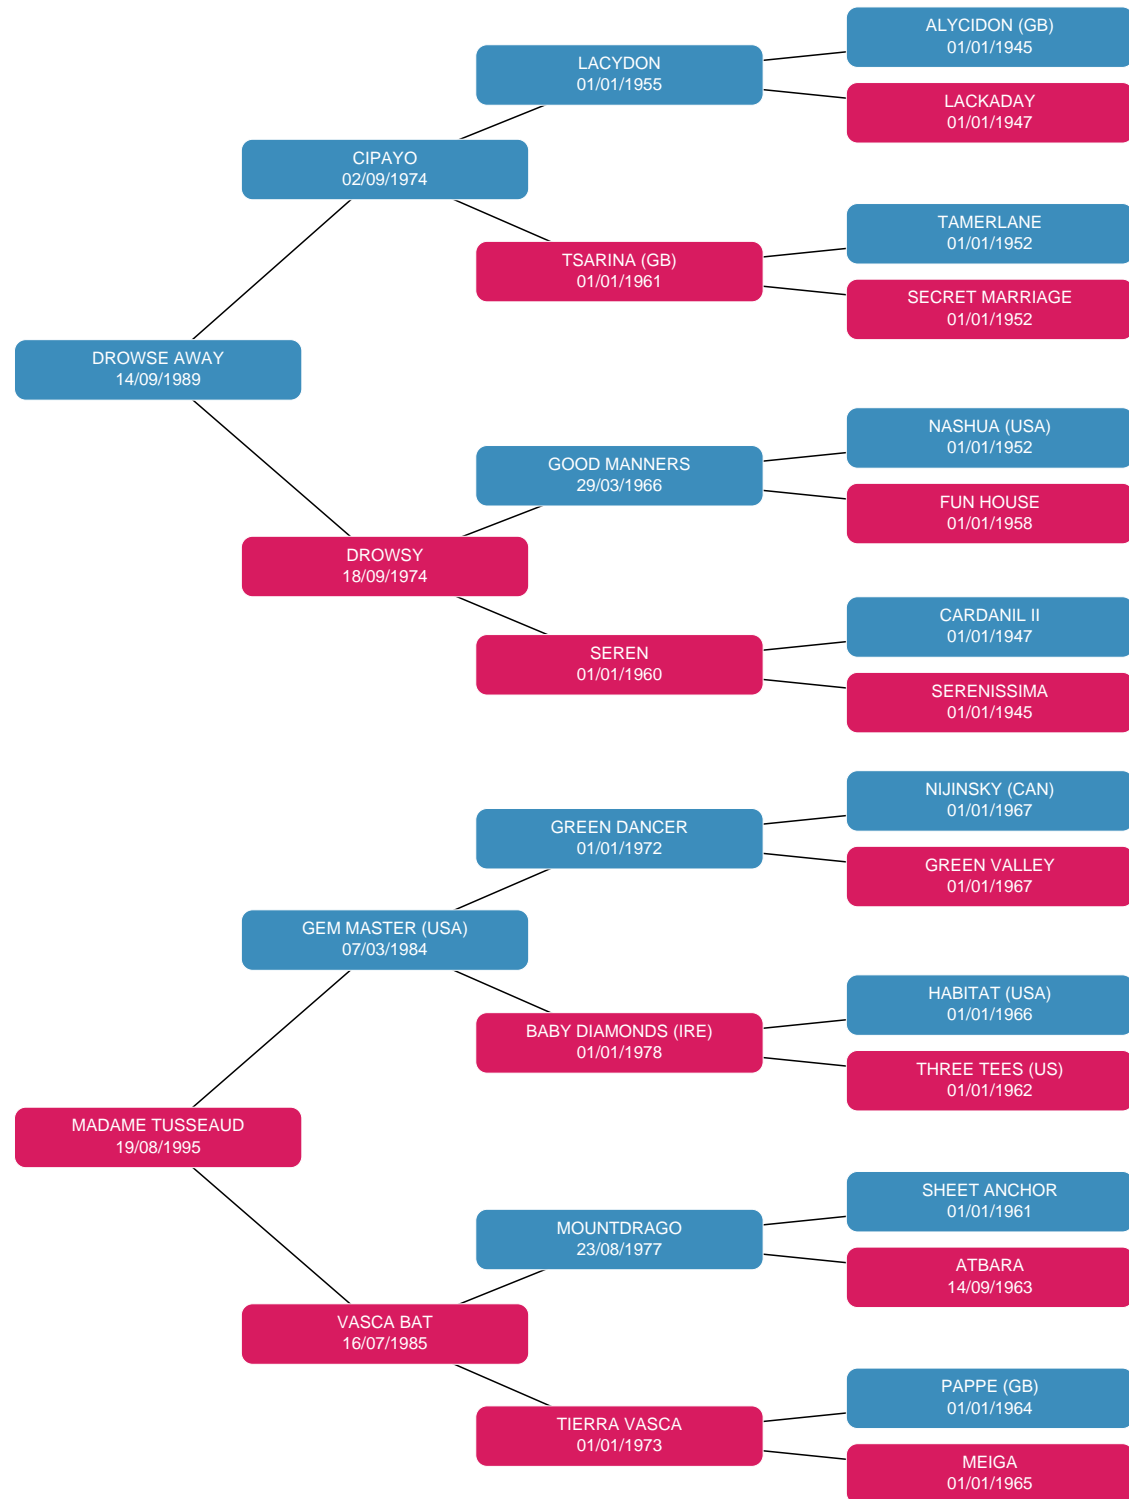 ALYCIDON (GB)
01/01/1945
LACYDON
01/01/1955
LACKADAY
01/01/1947
CIPAYO
02/09/1974
TAMERLANE
01/01/1952
TSARINA (GB)
01/01/1961
SECRET MARRIAGE
01/01/1952
DROWSE AWAY
14/09/1989
NASHUA (USA)
01/01/1952
GOOD MANNERS
29/03/1966
FUN HOUSE
01/01/1958
DROWSY
18/09/1974
CARDANIL II
01/01/1947
SEREN
01/01/1960
SERENISSIMA
01/01/1945
NIJINSKY (CAN)
01/01/1967
GREEN DANCER
01/01/1972
GREEN VALLEY
01/01/1967
GEM MASTER (USA)
07/03/1984
HABITAT (USA)
01/01/1966
BABY DIAMONDS (IRE)
01/01/1978
THREE TEES (US)
01/01/1962
MADAME TUSSEAUD
19/08/1995
SHEET ANCHOR
01/01/1961
MOUNTDRAGO
23/08/1977
ATBARA
14/09/1963
VASCA BAT
16/07/1985
PAPPE (GB)
01/01/1964
TIERRA VASCA
01/01/1973
MEIGA
01/01/1965